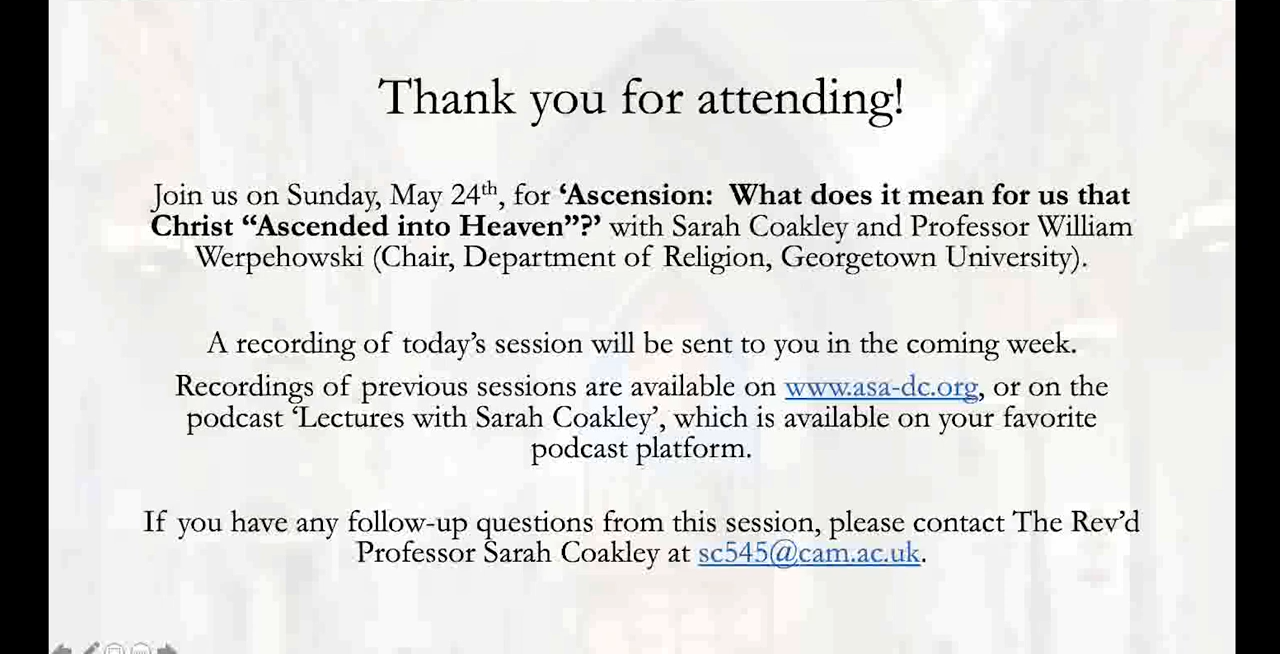 Thank you for attending!
Join us on Sunday, May 24th, for ‘Ascension:  What does it mean for us that
Christ “Ascended into Heaven”?’ with Sarah Coakley and Professor William
Werpehowski (Chair, Department of Religion, Georgetown University).
A recording of today’s session will be sent to you in the coming week.
Recordings of previous sessions are available on www.asa-dc.org, or on the
podcast ‘Lectures with Sarah Coakley’, which is available on your favorite
podcast platform.
If you have any follow-up questions from this session, please contact The Rev’d
Professor Sarah Coakley at sc545@cam.ac.uk.